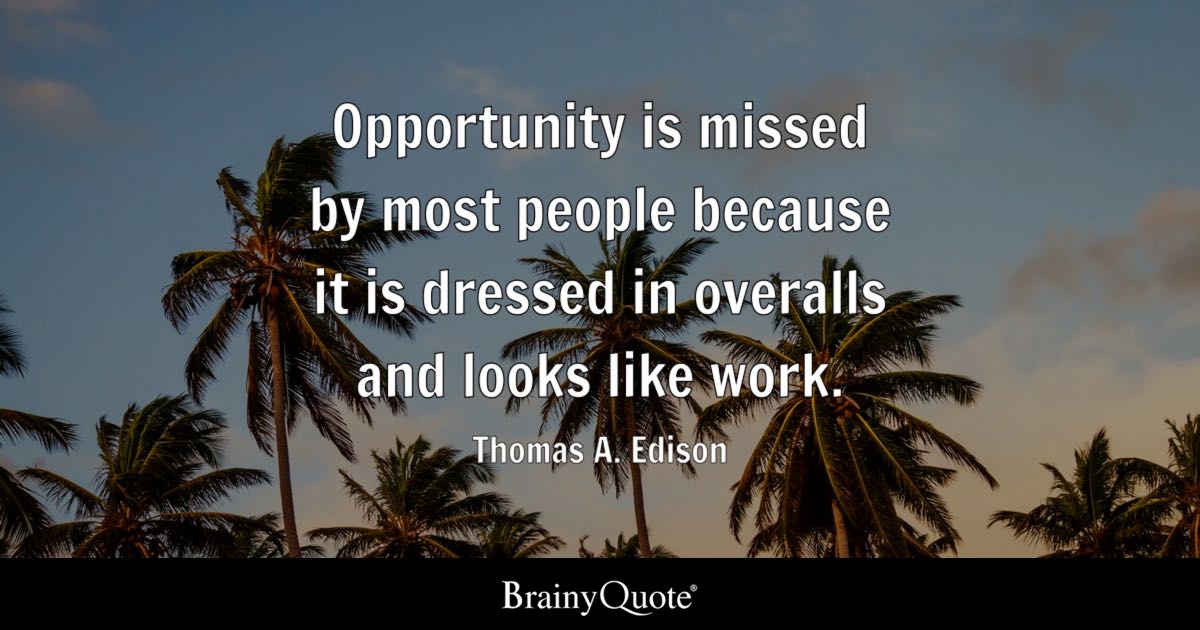 Opportunity is missed
by most people because
it is dressed in overalls
and looks like work.
Thomas A. Edison
BrainyQuote®